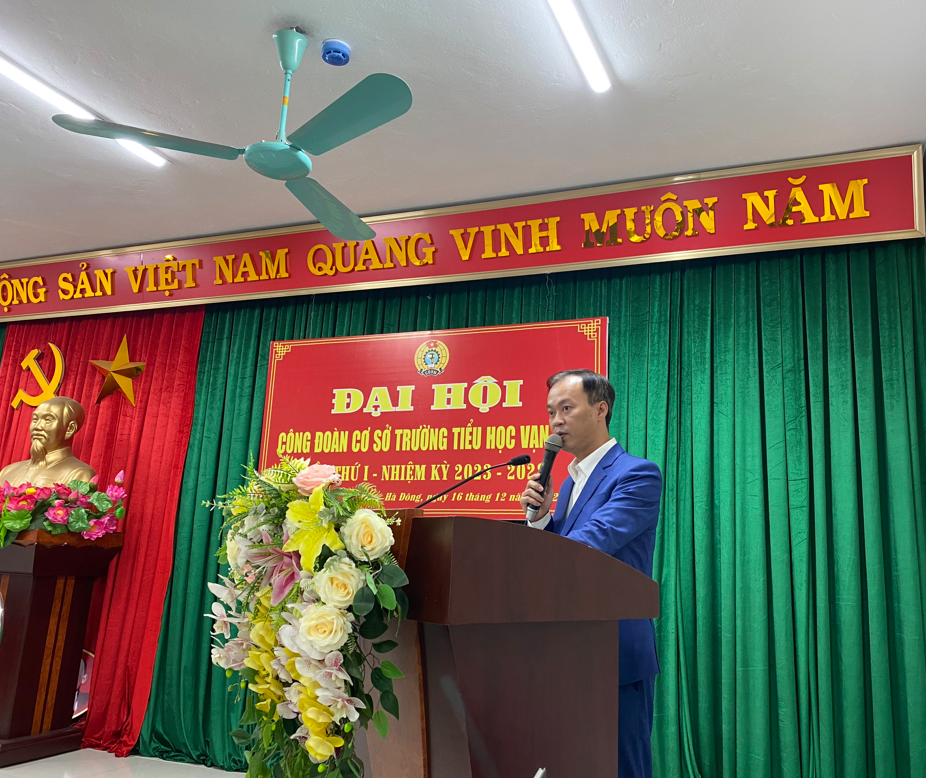 ỘNG SẢN VIỆT NAM QUANG VINH MUÔN NĂM
ĐẠI HỘI
CÔNG ĐOÀN CƠ SỞ TRƯỜNG TIỂU HỌC VẠN
THỨ I - NHIỆM KỲ 2023 - 2028
Hà Đông, ngày 16 tháng 12 năm